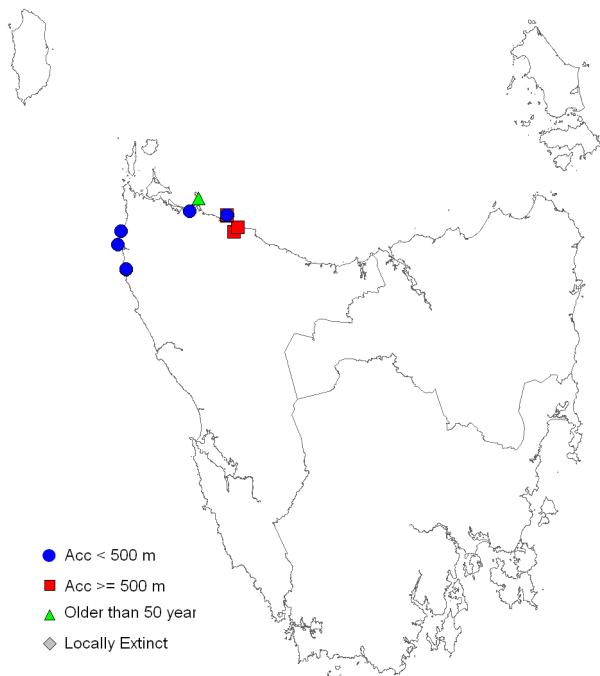 Acc < 500 m
Acc >= 500 m
Older than 50 year
Locally Extinct